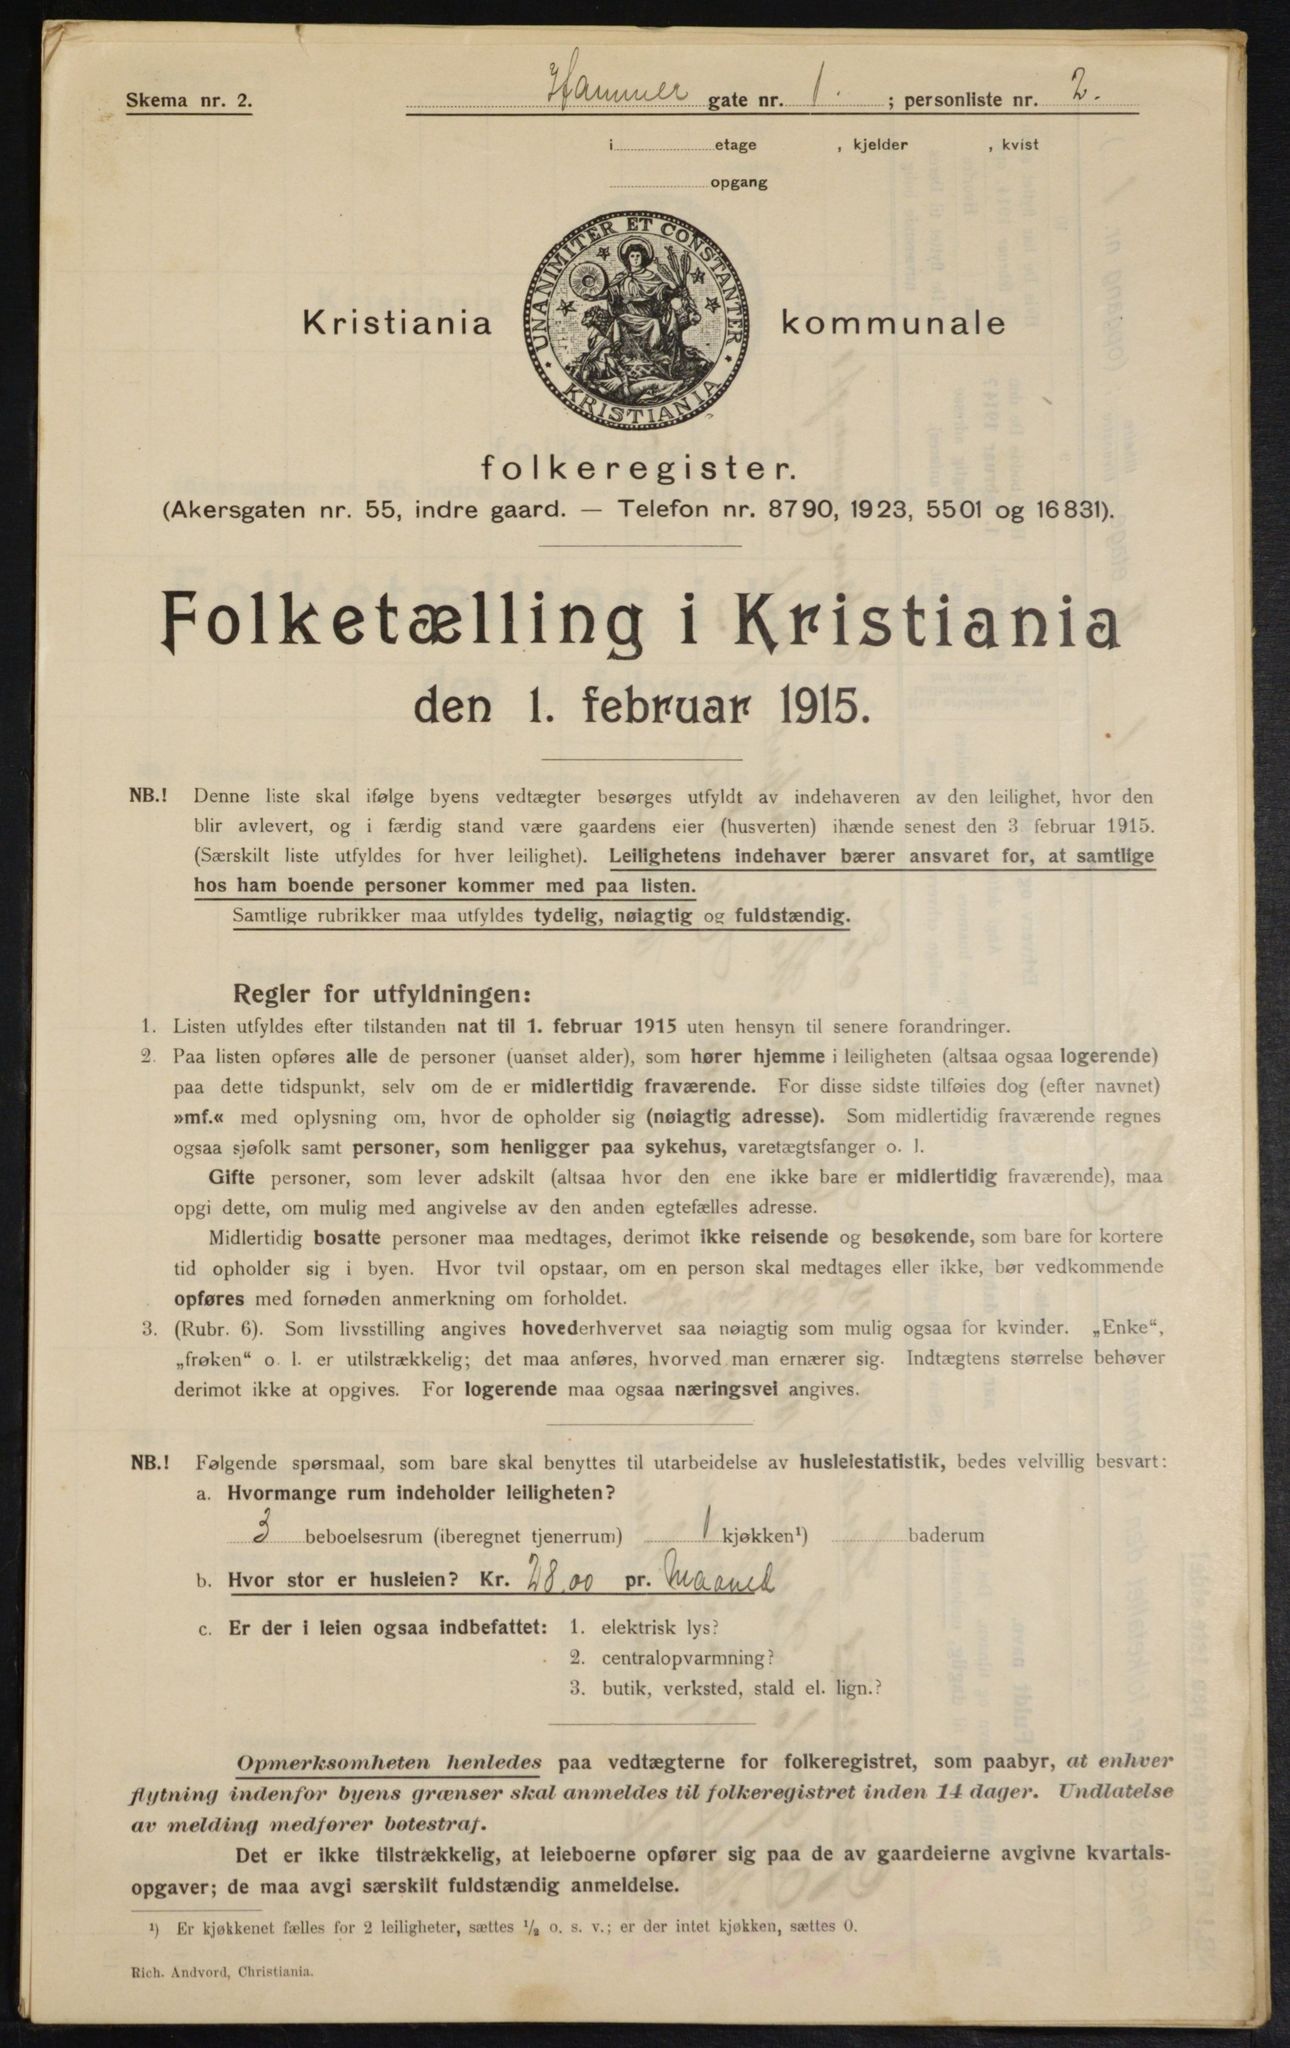 Skema nr. 2.
Hammer gate nr. 1. ; personliste nr. 2.
i etage , kjelder , kvist
opgang
UNANIMITER ET CONSTANTER
KRISTIANIA
Kristiania kommunale
folkeregister.
(Akersgaten nr. 55, indre gaard. — Telefon nr. 8790, 1923, 5501 og 16831).
Folketælling i Kristiania
den 1. februar 1915.
NB.! Denne liste skal ifølge byens vedtægter besørges utfyldt av indehaveren av den leilighet, hvor den
blir avlevert, og i færdig stand være gaardens eier (husverten) ihænde senest den 3 februar 1915.
(Særskilt liste utfyldes for hver leilighet). Leilighetens indehaver bærer ansvaret for, at samtlige
hos ham boende personer kommer med paa listen.
Samtlige rubrikker maa utfyldes tydelig, nøiagtig og fuldstændig.
Regler for utfyldningen:
1. Listen utfyldes efter tilstanden nat til 1. februar 1915 uten hensyn til senere forandringer.
2. Paa listen opføres alle de personer (uanset alder), som hører hjemme i leiligheten (altsaa ogsaa logerende)
paa dette tidspunkt, selv om de er midlertidig fraværende. For disse sidste tilføies dog (efter navnet)
»mf.« med oplysning om, hvor de opholder sig (nøiagtig adresse). Som midlertidig fraværende regnes
ogsaa sjøfolk samt personer, som henligger paa sykehus, varetægtsfanger o. l.
Gifte personer, som lever adskilt (altsaa hvor den ene ikke bare er midlertidig fraværende), maa
opgi dette, om mulig med angivelse av den anden egtefælles adresse.
Midlertidig bosatte personer maa medtages, derimot ikke reisende og besøkende, som bare for kortere
tid opholder sig i byen. Hvor tvil opstaar, om en person skal medtages eller ikke, bør vedkommende
opføres med fornøden anmerkning om forholdet.
3. (Rubr. 6). Som livsstilling angives hovederhvervet saa nøiagtig som mulig ogsaa for kvinder. „Enke“,
„frøken“ o. l. er utilstrækkelig; det maa anføres, hvorved man ernærer sig. Indtægtens størrelse behøver
derimot ikke at opgives. For logerende maa ogsaa næringsvei angives.
NB.! Følgende spørsmaal, som bare skal benyttes til utarbeidelse av husleiestatistik, bedes velvillig besvart:
a. Hvormange rum indeholder leiligheten?
3 beboelsesrum (iberegnet tjenerrum) 1 kjøkken¹) baderum
b. Hvor stor er husleien? Kr. 28.00 pr. Maaned
c. Er der i leien ogsaa indbefattet: 1. elektrisk lys?
2. centralopvarmning?
3. butik, verksted, stald el. lign.?
Opmerksomheten henledes paa vedtægterne for folkeregistret, som paabyr, at enhver
flytning indenfor byens grænser skal anmeldes til folkeregistret inden 14 dager. Undlatelse
av melding medfører bøtestraf.
Det er ikke tilstrækkelig, at leieboerne opfører sig paa de av gaardeierne avgivne kvartals-
opgaver; de maa avgi særskilt fuldstændig anmeldelse.
¹) Er kjøkkenet fælles for 2 leiligheter, sættes ½ o. s. v.; er der intet kjøkken, sættes 0.
Rich. Andvord, Christiania.